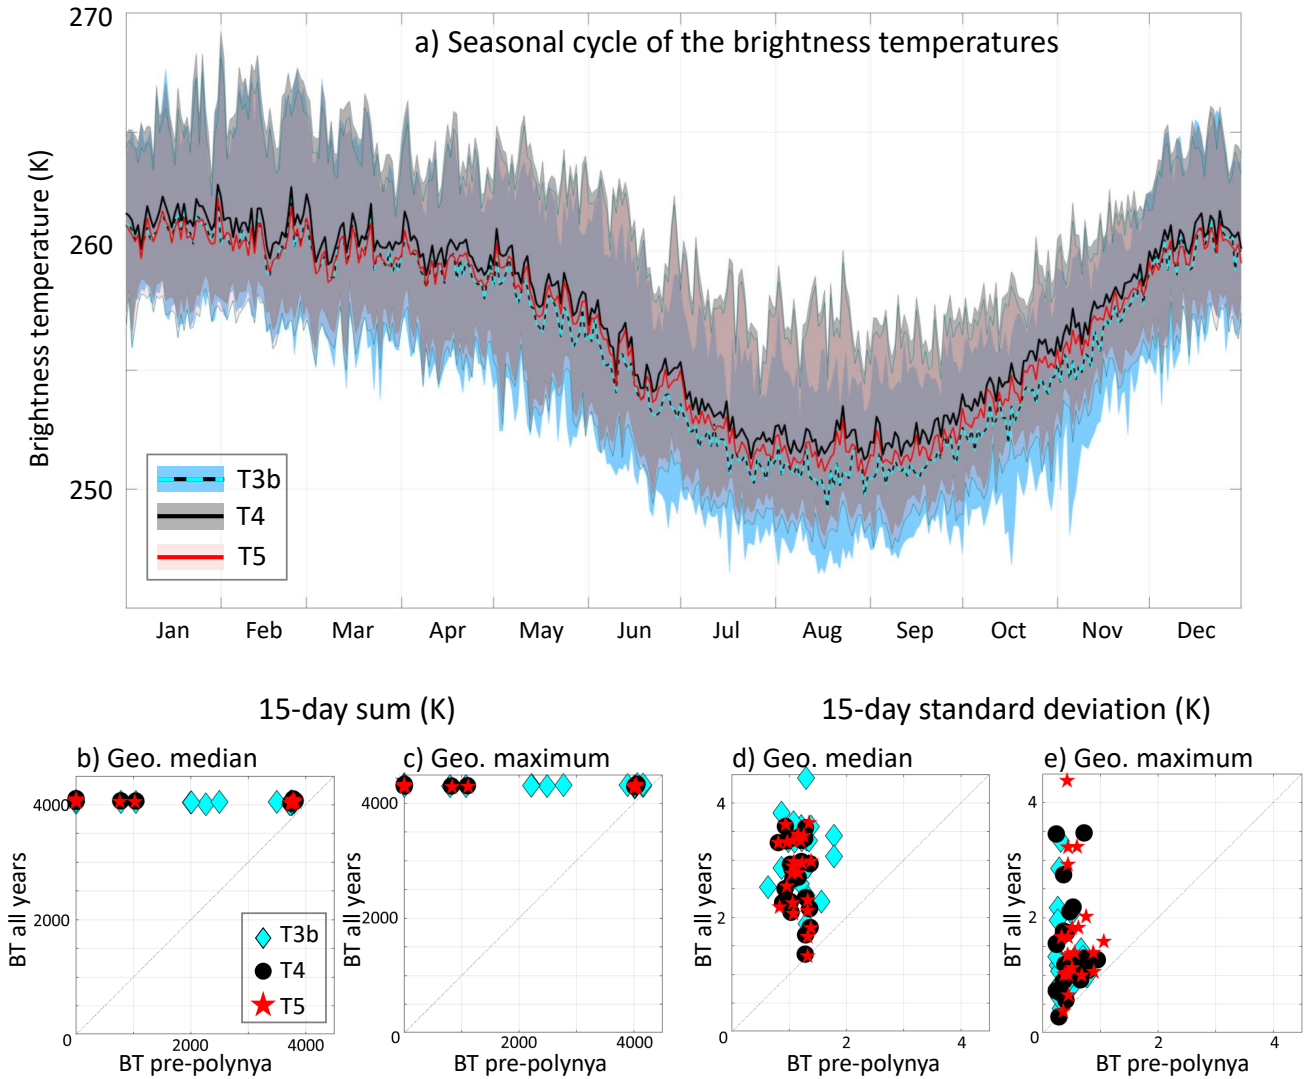 a) Seasonal cycle of the brightness temperatures
Brightness temperature (K)
270
260
250
T3b
T4
T5
Jan Feb Mar Apr May Jun Jul Aug Sep Oct Nov Dec
15-day sum (K)
15-day standard deviation (K)
b) Geo. median
c) Geo. maximum
d) Geo. median
e) Geo. maximum
BT all years
4000
2000
0
T3b
T4
T5
0 2000 4000
BT pre-polynya
BT all years
4000
2000
0 2000 4000
BT pre-polynya
BT all years
4
2
0
0 2 4
BT pre-polynya
BT all years
4
2
0
0 2 4
BT pre-polynya